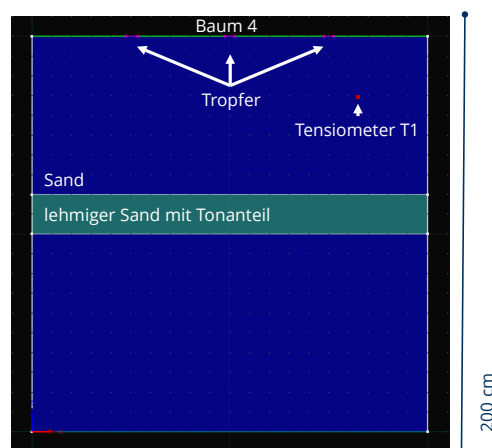 Baum 4
Tropfer
Tensiometer T1
Sand
lehmiger Sand mit Tonanteil
200 cm